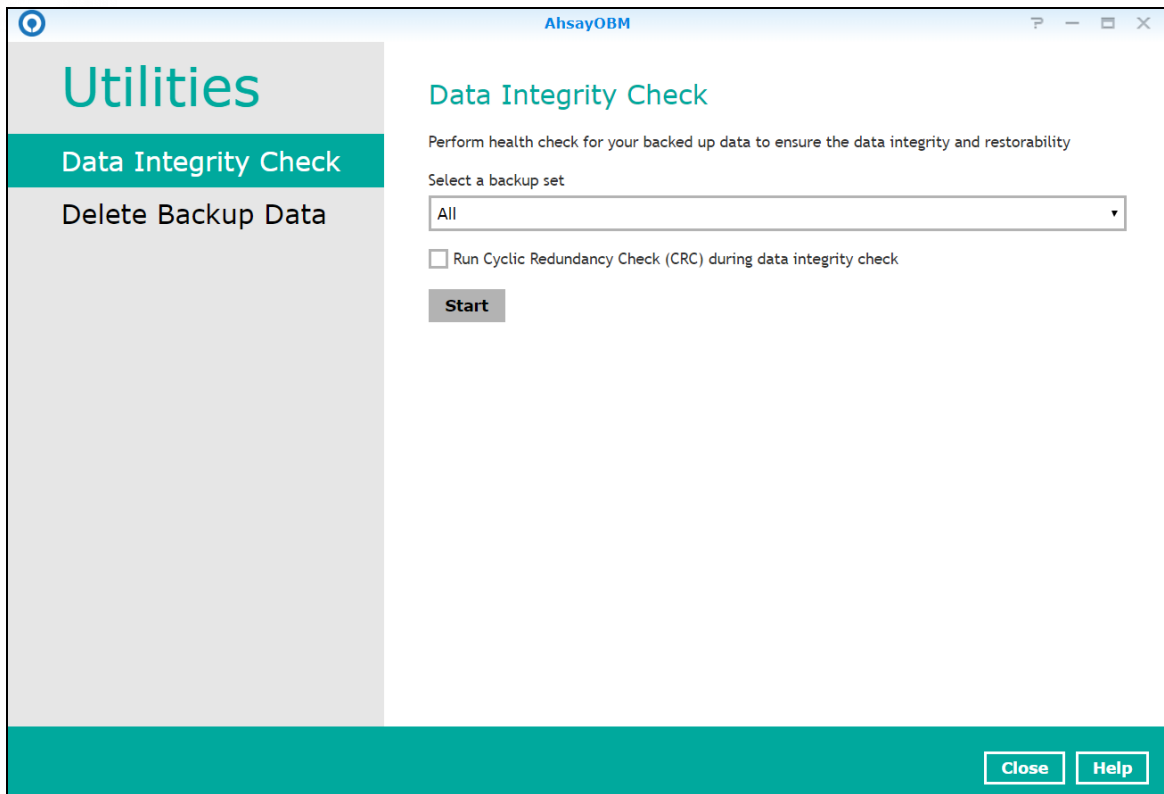 AhsayOBM
Utilities
Data Integrity Check
Delete Backup Data
Data Integrity Check
Perform health check for your backed up data to ensure the data integrity and restorability
Select a backup set
All
Run Cyclic Redundancy Check (CRC) during data integrity check
Start
Close
Help